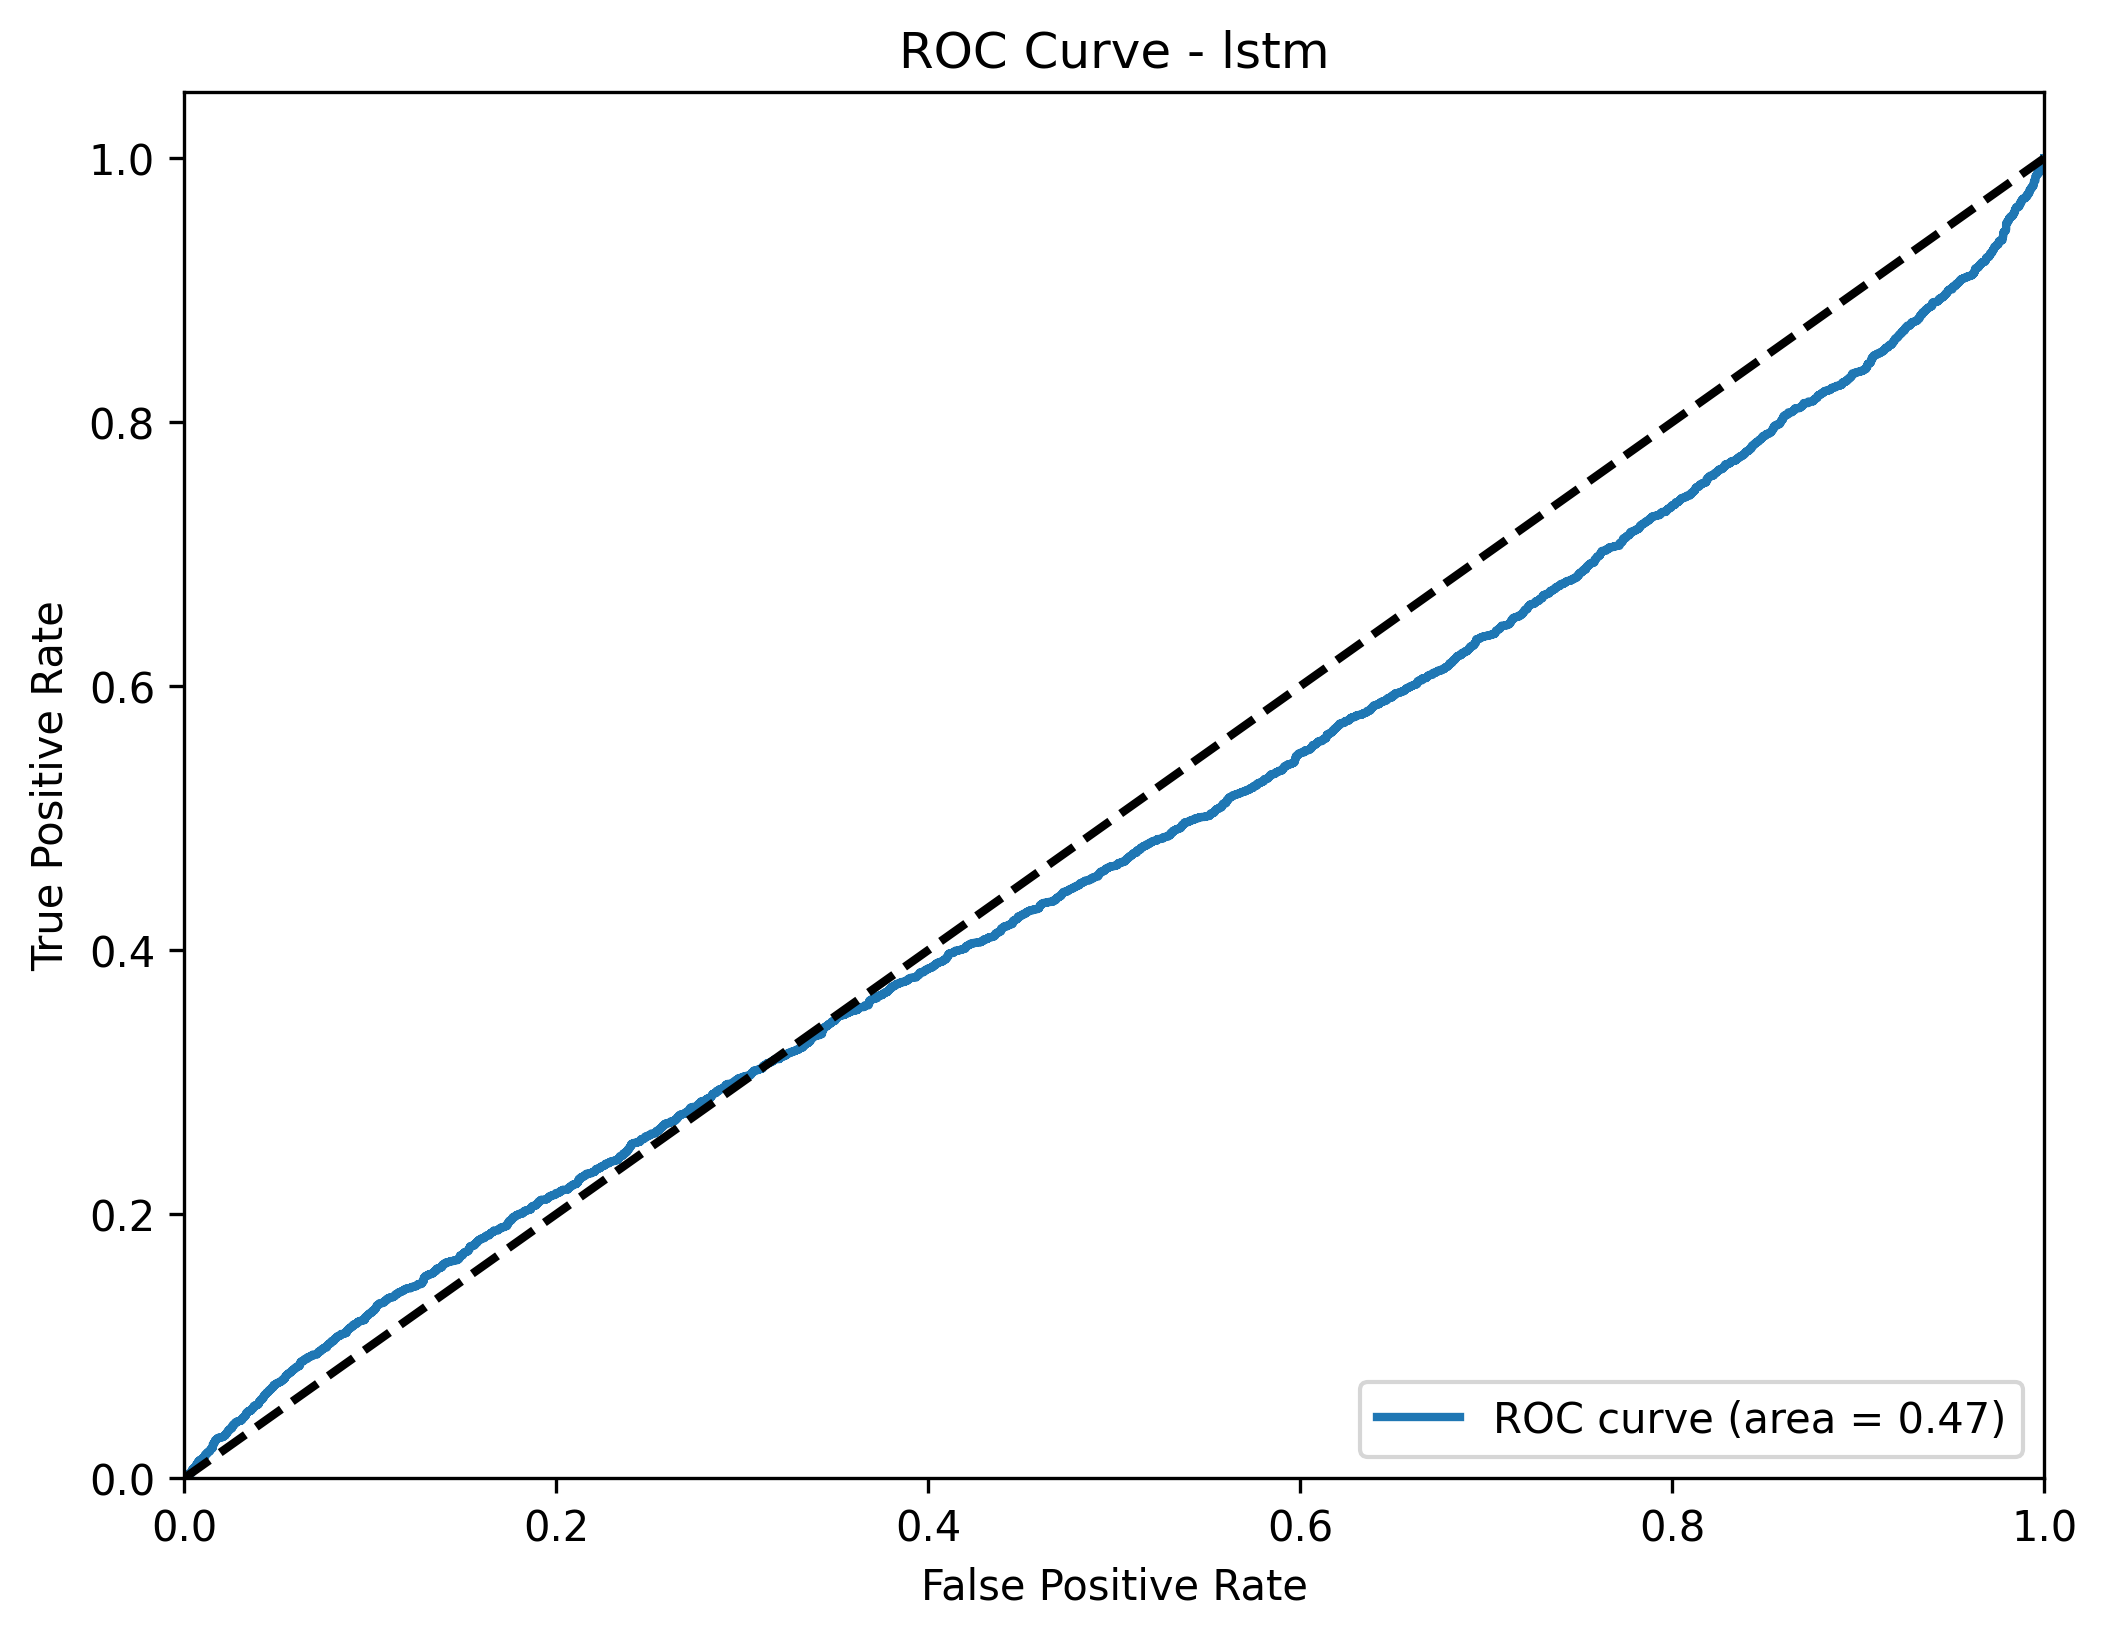 ROC Curve - lstm
True Positive Rate
1.0
0.8
0.6
0.4
0.2
0.0
ROC curve (area = 0.47)
0.0 0.2 0.4 0.6 0.8 1.0
False Positive Rate